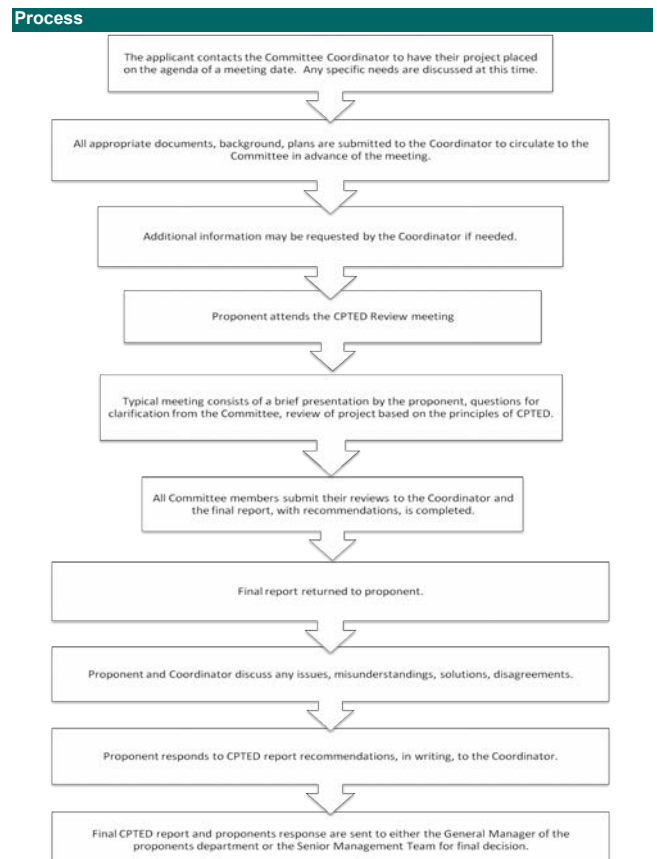 Process
The applicant contacts the Committee Coordinator to have their project placed
on the agenda of a meeting date.  Any specific needs are discussed at this time.
All appropriate documents, background, plans are submitted to the Coordinator to circulate to the
Committee in advance of the meeting.
Additional information may be requested by the Coordinator if needed.
Proponent attends the CPTED Review meeting
Typical meeting consists of a brief presentation by the proponent, questions for
clarification from the Committee, review of project based on the principles of CPTED.
All Committee members submit their reviews to the Coordinator and
the final report, with recommendations, is completed.
Final report returned to proponent.
Proponent and Coordinator discuss any issues, misunderstandings, solutions, disagreements.
Proponent responds to CPTED report recommendations, in writing, to the Coordinator.
Final CPTED report and proponents response are sent to either the General Manager of the
proponents department or the Senior Management Team for final decision.